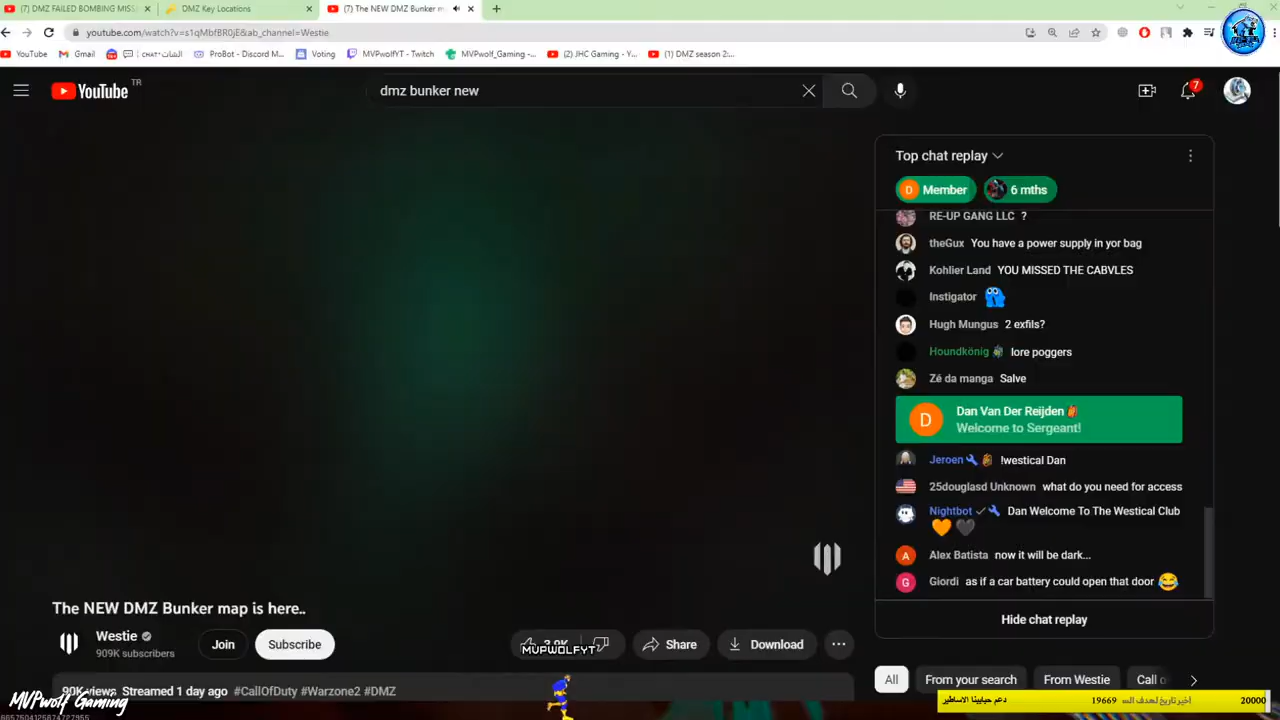 (7) DMZ FAILED BOMBING MISS
DMZ Key Locations
(7) The NEW DMZ Bunker m
youtube.com/watch?v=s1qMbfBR0jE&ab_channel=Westie
YouTube
Gmail
ProBot - Discord M...
Voting
MVPwolfYT - Twitch
MVPwolf_Gaming -...
(2) JHC Gaming - Y...
(1) DMZ season 2:...
YouTube TR
dmz bunker new
7
Top chat replay
D Member
6 mths
RE-UP GANG LLC ?
theGux You have a power supply in yor bag
Kohlier Land YOU MISSED THE CABVLES
Instigator
Hugh Mungus 2 exfils?
Houndkönig lore poggers
Zé da manga Salve
D Dan Van Der Reijden
Welcome to Sergeant!
Jeroen !westical Dan
25douglasd Unknown what do you need for access
Nightbot Dan Welcome To The Westical Club
A Alex Batista now it will be dark...
G Giordi as if a car battery could open that door
Hide chat replay
The NEW DMZ Bunker map is here..
Westie
909K subscribers
Join
Subscribe
MVPWOLFYT
Share
Download
90K views Streamed 1 day ago #CallOfDuty #Warzone2 #DMZ
All
From your search
From Westie
Call o
MVPwolf Gaming
دعم حبايبنا الاساطير
19669
20000